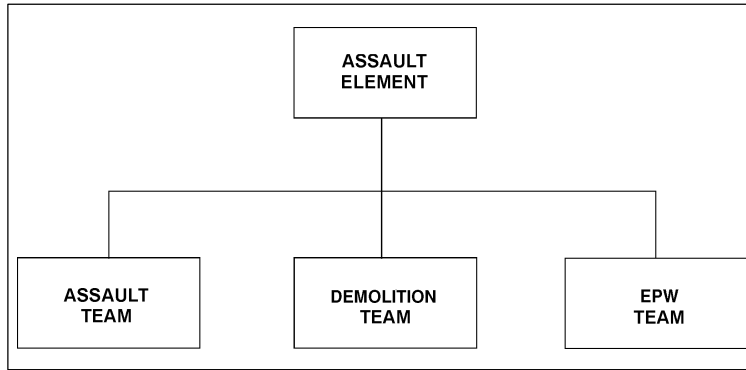 ASSAULT
ELEMENT
ASSAULT
TEAM
DEMOLITION
TEAM
EPW
TEAM